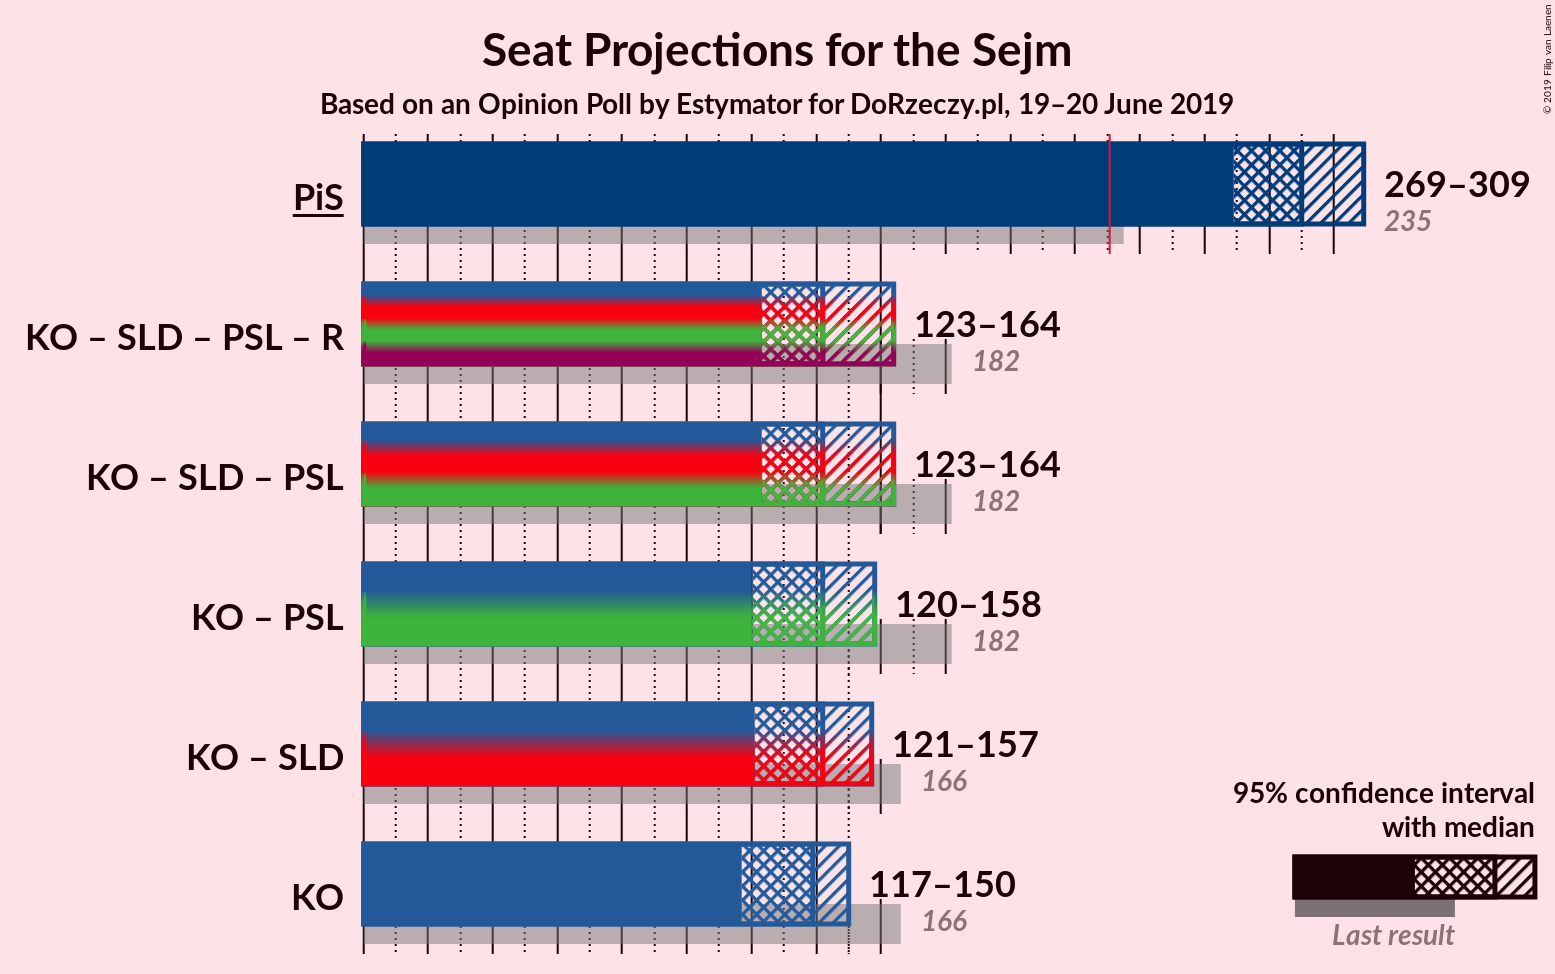 Seat Projections for the Sejm
Based on an Opinion Poll by Estymator for DoRzeczy.pl, 19–20 June 2019
© 2019 Filip van Laenen
PiS
269–309
235
KO – SLD – PSL – R
123–164
182
KO – SLD – PSL
123–164
182
KO – PSL
120–158
182
KO – SLD
121–157
166
KO
117–150
166
95% confidence interval
with median
Last result